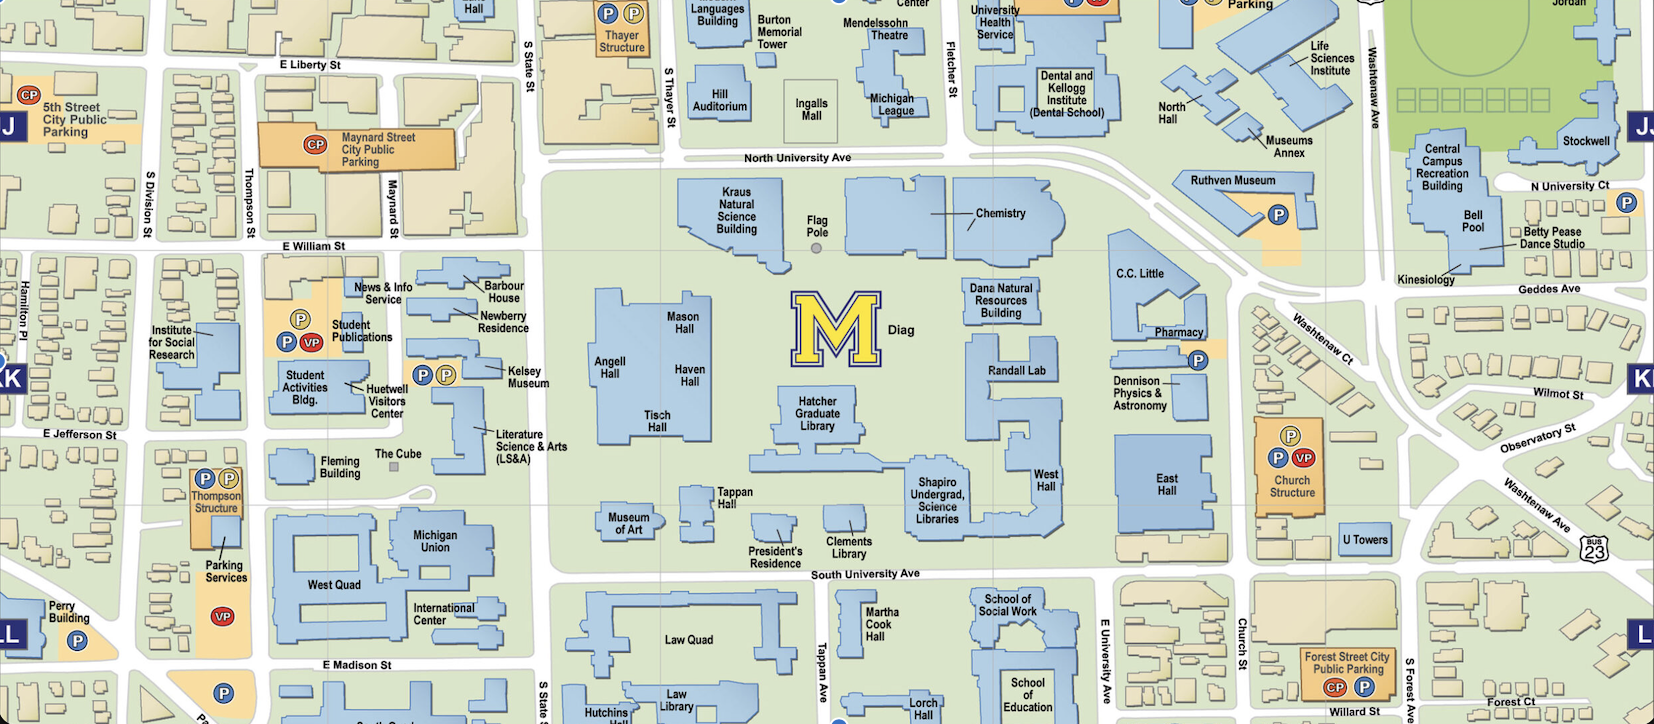 Hall
Languages
Building
Burton
Memorial
Tower
Center
Mendelssohn
Theatre
University
Health
Service
Parking
Jordan
P P
Thayer
Structure
Life
Sciences
Institute
E Liberty St
S State St
S Thayer St
Fletcher St
Washtenaw Ave
CP
5th Street
City Public
Parking
JJ
CP
Maynard Street
City Public
Parking
Hill
Auditorium
Ingalls
Mall
Michigan
League
Dental and
Kellogg
Institute
(Dental School)
North
Hall
Museums
Annex
Central
Campus
Recreation
Building
Stockwell
JJ
North University Ave
S Division St
Thompson St
Maynard St
E William St
Kraus
Natural
Science
Building
Flag
Pole
Chemistry
Ruthven Museum
P
Bell
Pool
N University Ct
P
Betty Pease
Dance Studio
Kinesiology
Geddes Ave
Hamilton Pl
News & Info
Service
Barbour
House
Newberry
Residence
Institute
for Social
Research
P
P VP
Student
Publications
Mason
Hall
Angell
Hall
Haven
Hall
Tisch
Hall
M
Diag
Dana Natural
Resources
Building
C.C. Little
Pharmacy
P
Washtenaw Ct
KK
Student
Activities
Bldg.
Huetwell
Visitors
Center
P P
Kelsey
Museum
Hatcher
Graduate
Library
Randall Lab
Dennison
Physics &
Astronomy
Wilmot St
Observatory St
E Jefferson St
Fleming
Building
The Cube
Literature
Science & Arts
(LS&A)
P P
Thompson
Structure
Tappan
Hall
Museum
of Art
President's
Residence
Clements
Library
Shapiro
Undergrad,
Science
Libraries
West
Hall
East
Hall
P
P VP
Church
Structure
U Towers
Washtenaw Ave
BUS
23
Parking
Services
Michigan
Union
West Quad
International
Center
South University Ave
Perry
Building
P
VP
LL
Law Quad
Martha
Cook
Hall
School of
Social Work
E University Ave
Church St
Forest Street City
Public Parking
CP P
S Forest Ave
E Madison St
P
S State S
Hutchins
Law
Library
Tappan Ave
Lorch
Hall
School
of
Education
Willard St
Forest Ct